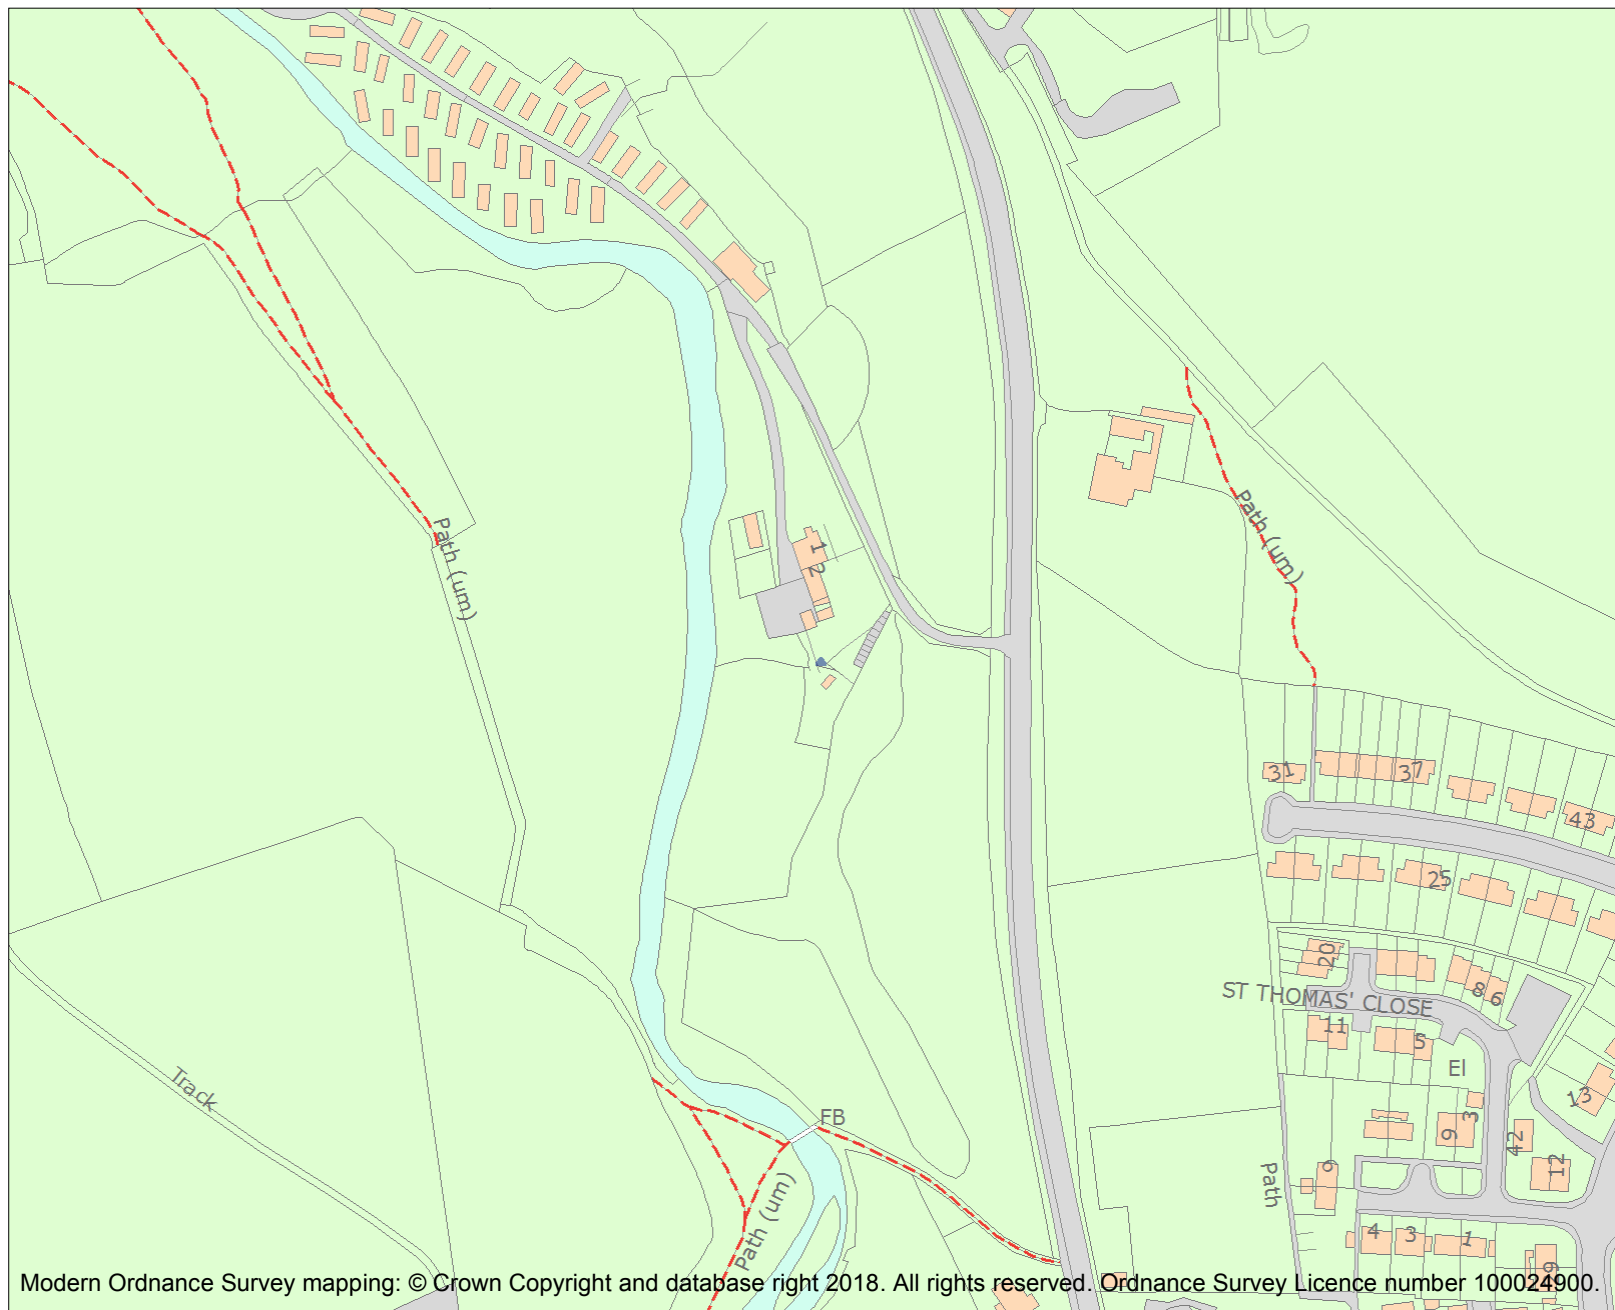 Path (um)
1
2
Path (um)
31
37
43
25
20
8
6
ST THOMAS' CLOSE
11
5
El
Track
13
FB
3
9
42
12
9
Path
Path (um)
4
3
1
19
Modern Ordnance Survey mapping: © Crown Copyright and database right 2018. All rights reserved. Ordnance Survey Licence number 100024900.